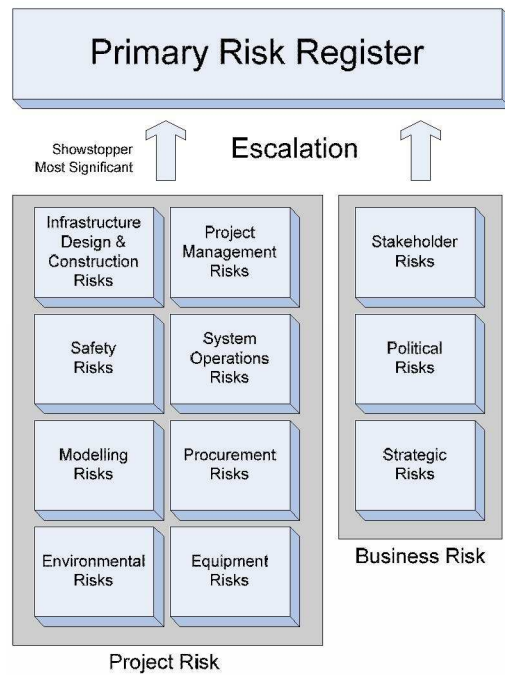 Primary Risk Register
Showstopper
Most Significant
Escalation
Infrastructure
Design &
Construction
Risks
Project
Management
Risks
Safety
Risks
System
Operations
Risks
Modelling
Risks
Procurement
Risks
Environmental
Risks
Equipment
Risks
Project Risk
Stakeholder
Risks
Political
Risks
Strategic
Risks
Business Risk